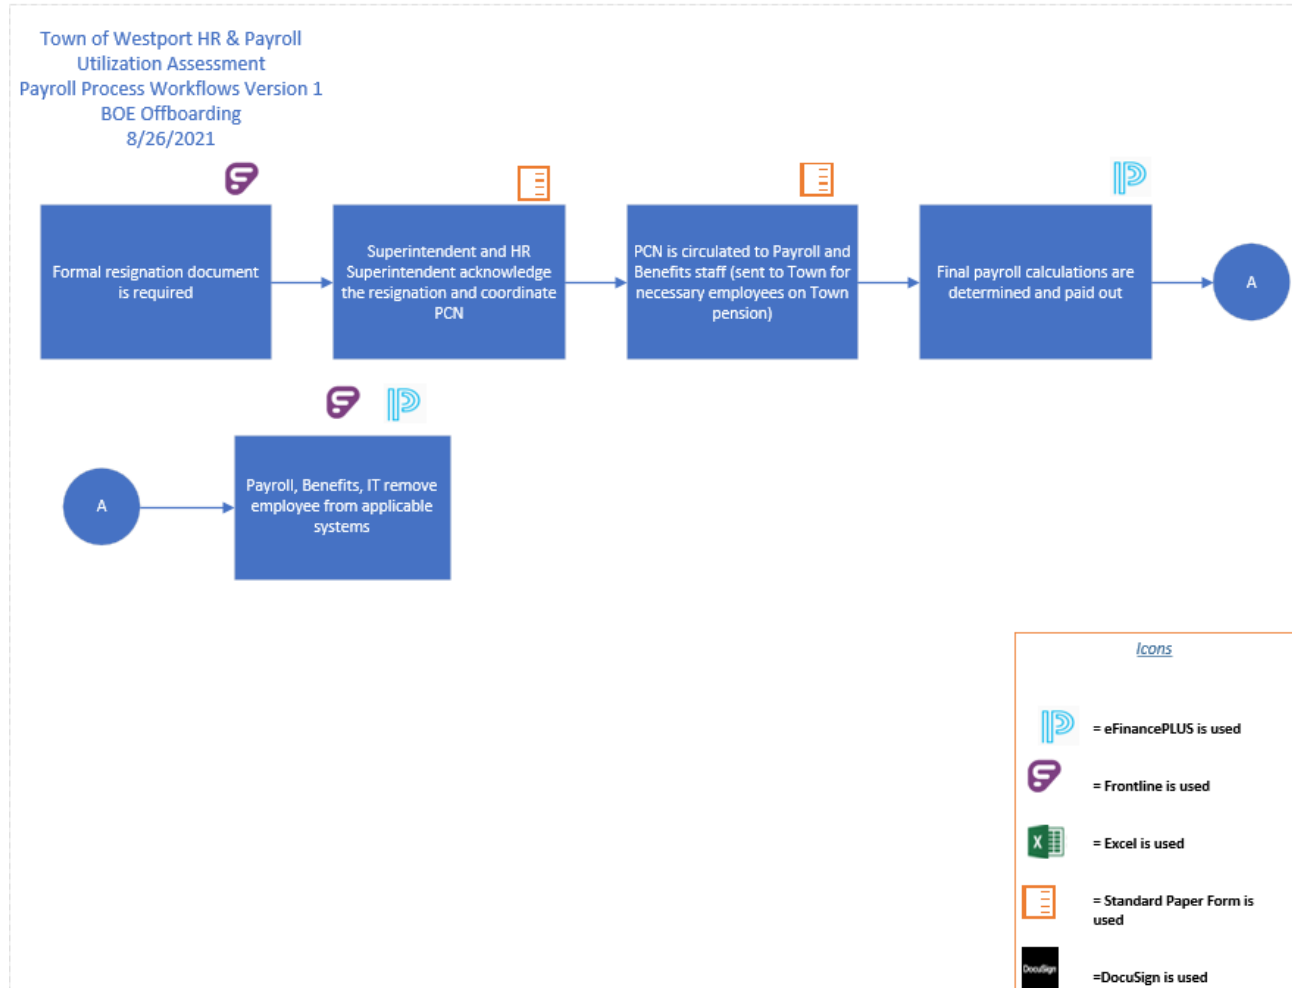 Town of Westport HR & Payroll
Utilization Assessment
Payroll Process Workflows Version 1
BOE Offboarding
8/26/2021
Formal resignation document
is required
Superintendent and HR
Superintendent acknowledge
the resignation and coordinate
PCN
PCN is circulated to Payroll and
Benefits staff (sent to Town for
necessary employees on Town
pension)
Final payroll calculations are
determined and paid out
A
A
Payroll, Benefits, IT remove
employee from applicable
systems
Icons
= eFinancePLUS is used
= Frontline is used
X
= Excel is used
= Standard Paper Form is
used
DocuSign
=DocuSign is used